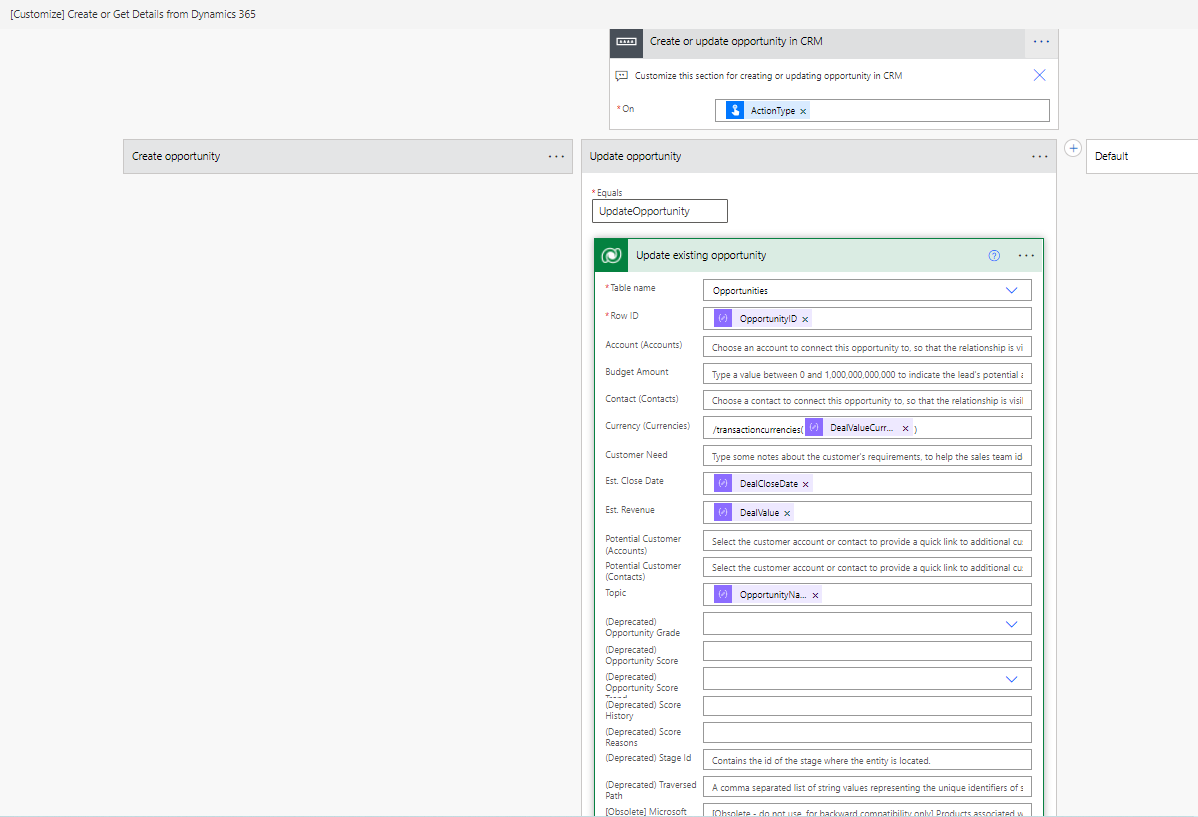 [Customize] Create or Get Details from Dynamics 365
Create or update opportunity in CRM
Customize this section for creating or updating opportunity in CRM
* On
ActionType ×
Create opportunity
Update opportunity
Default
* Equals
UpdateOpportunity
Update existing opportunity
* Table name
Opportunities
* Row ID
OpportunityID ×
Account (Accounts)
Choose an account to connect this opportunity to, so that the relationship is vi
Budget Amount
Type a value between 0 and 1,000,000,000,000 to indicate the lead's potential a
Contact (Contacts)
Choose a contact to connect this opportunity to, so that the relationship is visil
Currency (Currencies)
/transactioncurrencies( DealValueCurr... × )
Customer Need
Type some notes about the customer's requirements, to help the sales team id
Est. Close Date
DealCloseDate ×
Est. Revenue
DealValue ×
Potential Customer
(Accounts)
Select the customer account or contact to provide a quick link to additional cu
Potential Customer
(Contacts)
Select the customer account or contact to provide a quick link to additional cu
Topic
OpportunityNa... ×
(Deprecated)
Opportunity Grade
(Deprecated)
Opportunity Score
(Deprecated)
Opportunity Score
(Deprecated) Score
History
(Deprecated) Score
Reasons
(Deprecated) Stage Id
Contains the id of the stage where the entity is located.
(Deprecated) Traversed
Path
A comma separated list of string values representing the unique identifiers of s
[Obsolete] Microsoft
[Obsolete - do not use, for backward compatibility only] Products associated w